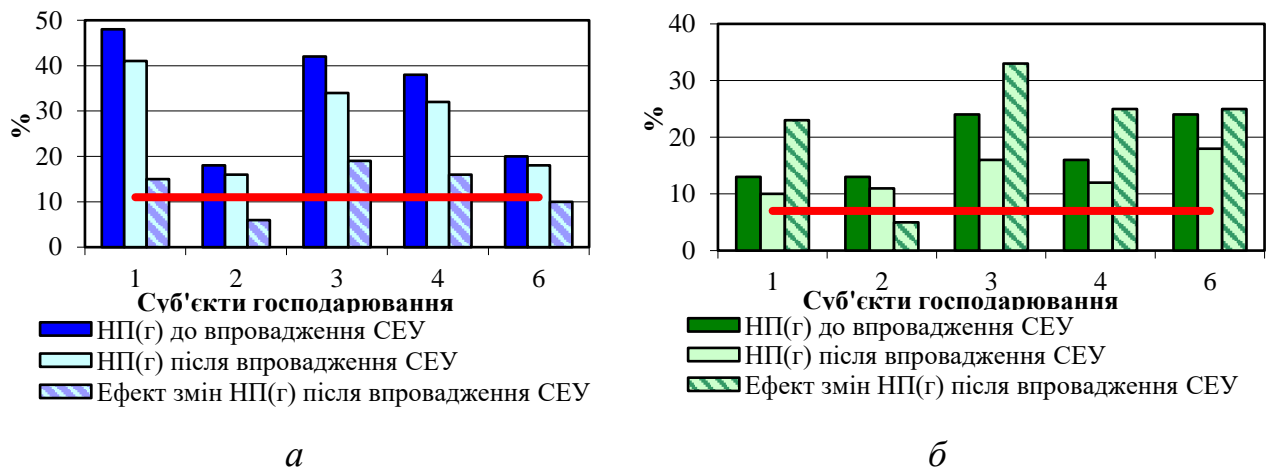 50
40
30
20
10
0
%
1 2 3 4 6
Суб'єкти господарювання
НП(г) до впровадження СЕУ
НП(г) після впровадження СЕУ
Ефект змін НП(г) після впровадження СЕУ
а
40
30
20
10
0
%
1 2 3 4 6
Суб'єкти господарювання
НП(г) до впровадження СЕУ
НП(г) після впровадження СЕУ
Ефект змін НП(г) після впровадження СЕУ
б